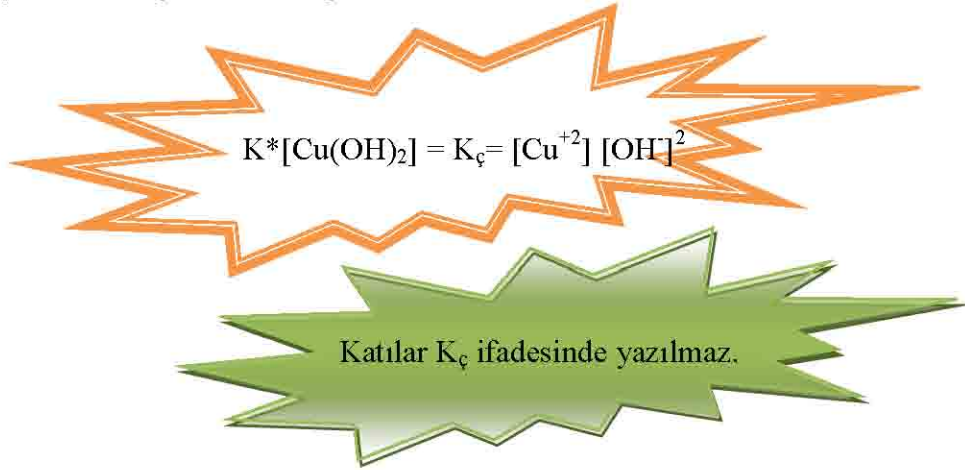 K*[Cu(OH)₂] = Kç= [Cu⁺²] [OH⁻]²
Katılar Kç ifadesinde yazılmaz.